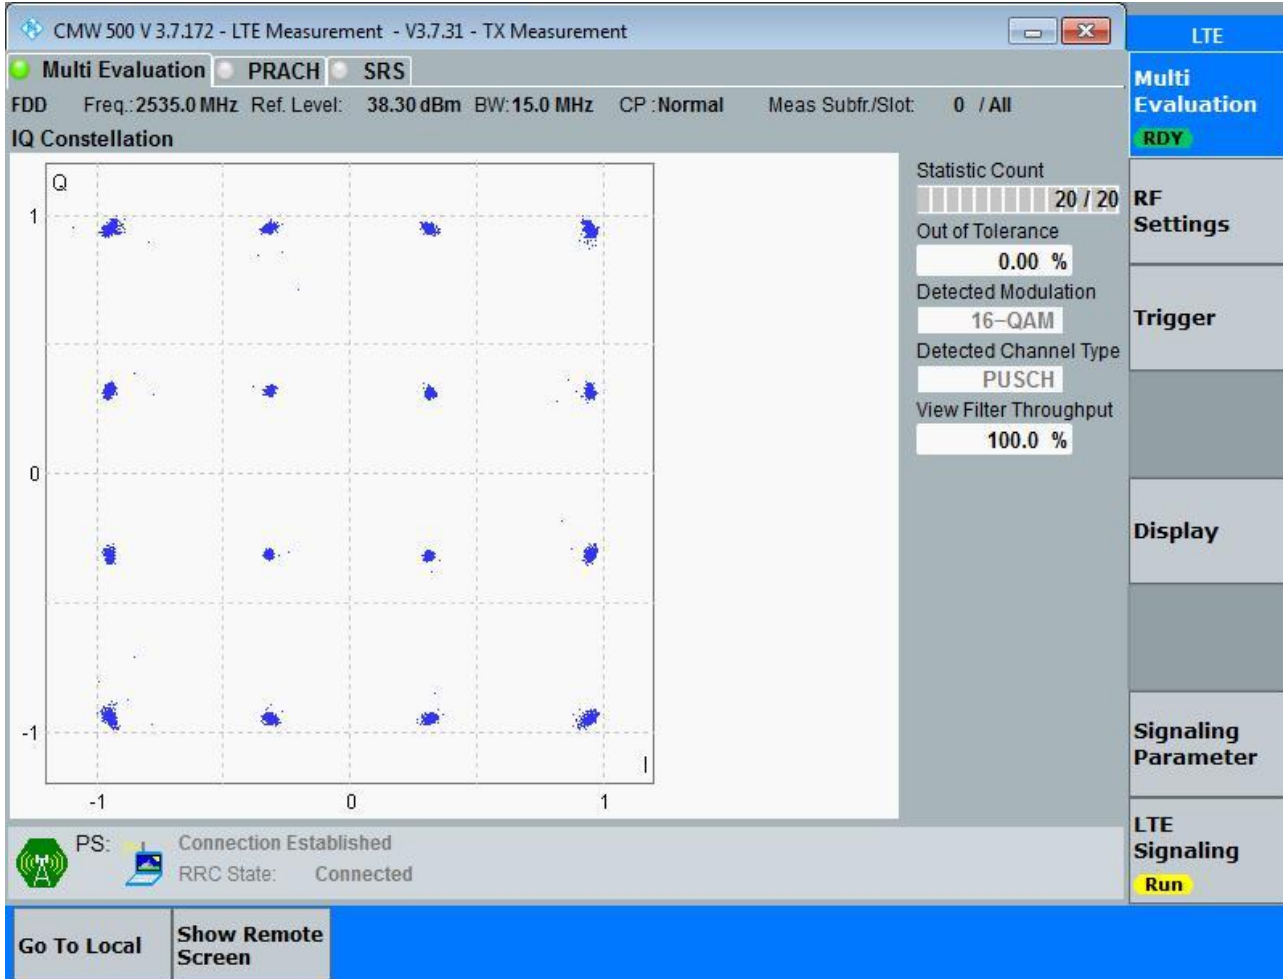 CMW 500 V 3.7.172 - LTE Measurement - V3.7.31 - TX Measurement
LTE
Multi Evaluation PRACH SRS
FDD Freq.: 2535.0 MHz Ref. Level: 38.30 dBm BW: 15.0 MHz CP : Normal Meas Subfr./Slot: 0 / All
IQ Constellation
Q
1
0
-1
I
-1 0 1
Statistic Count
20 / 20
Out of Tolerance
0.00 %
Detected Modulation
16-QAM
Detected Channel Type
PUSCH
View Filter Throughput
100.0 %
Multi
Evaluation
RDY
RF
Settings
Trigger
Display
Signaling
Parameter
LTE
Signaling
Run
PS: Connection Established
RRC State: Connected
Go To Local
Show Remote
Screen